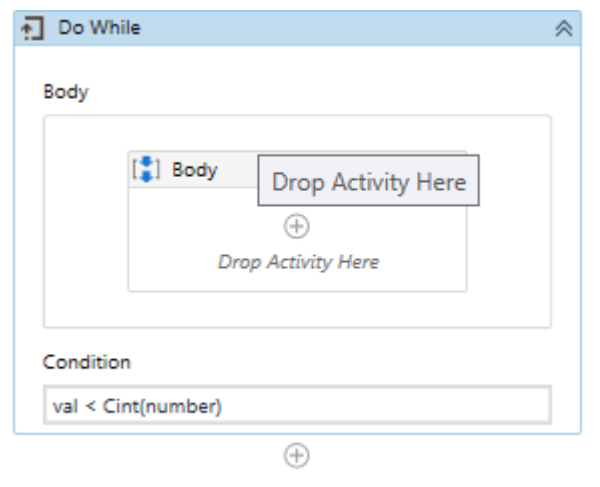 Do While
Body
Body
Drop Activity Here
Drop Activity Here
Condition
val < Cint(number)